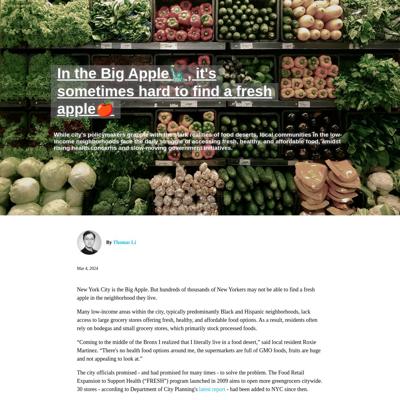 In the Big Apple🗽, it's
sometimes hard to find a fresh
apple🍎.
While city's policymakers grapple with the stark realities of food deserts, local communities in the low-
income neighborhoods face the daily struggle of accessing fresh, healthy, and affordable food, amidst
rising health concerns and slow-moving government initiatives.
By Thomas Li
Mar 4, 2024
New York City is the Big Apple. But hundreds of thousands of New Yorkers may not be able to find a fresh
apple in the neighborhood they live.
Many low-income areas within the city, typically predominantly Black and Hispanic neighborhoods, lack
access to large grocery stores offering fresh, healthy, and affordable food options. As a result, residents often
rely on bodegas and small grocery stores, which primarily stock processed foods.
“Coming to the middle of the Bronx I realized that I literally live in a food desert,” said local resident Roxie
Martinez. “There's no health food options around me, the supermarkets are full of GMO foods, fruits are huge
and not appealing to look at.”
The city officials promised - and had promised for many times - to solve the problem. The Food Retail
Expansion to Support Health (“FRESH”) program launched in 2009 aims to open more greengrocers citywide.
30 stores - according to Department of City Planning's latest report - had been added to NYC since then.